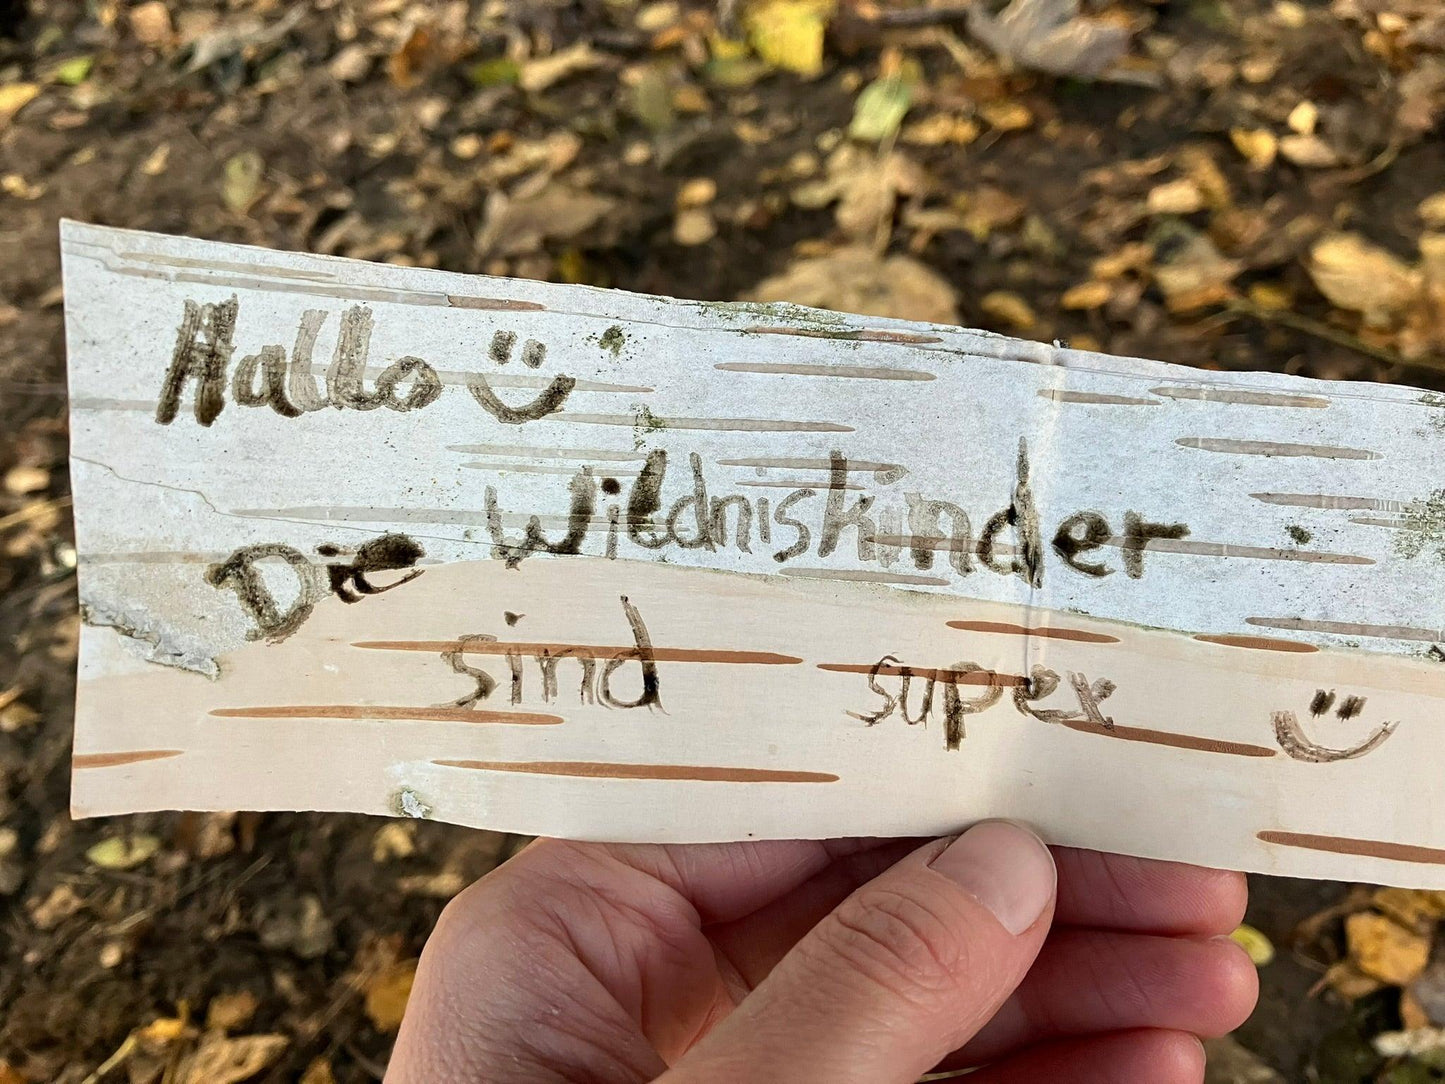 Hallo
Die Wildniskinder
sind super